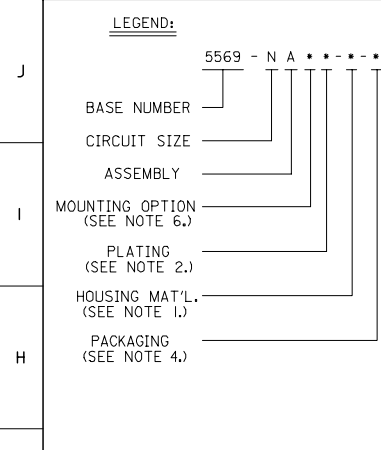 LEGEND:
5569 - N A * * - * - *
J
BASE NUMBER
CIRCUIT SIZE
ASSEMBLY
I
MOUNTING OPTION
(SEE NOTE 6.)
PLATING
(SEE NOTE 2.)
HOUSING MAT'L.
(SEE NOTE 1.)
H
PACKAGING
(SEE NOTE 4.)